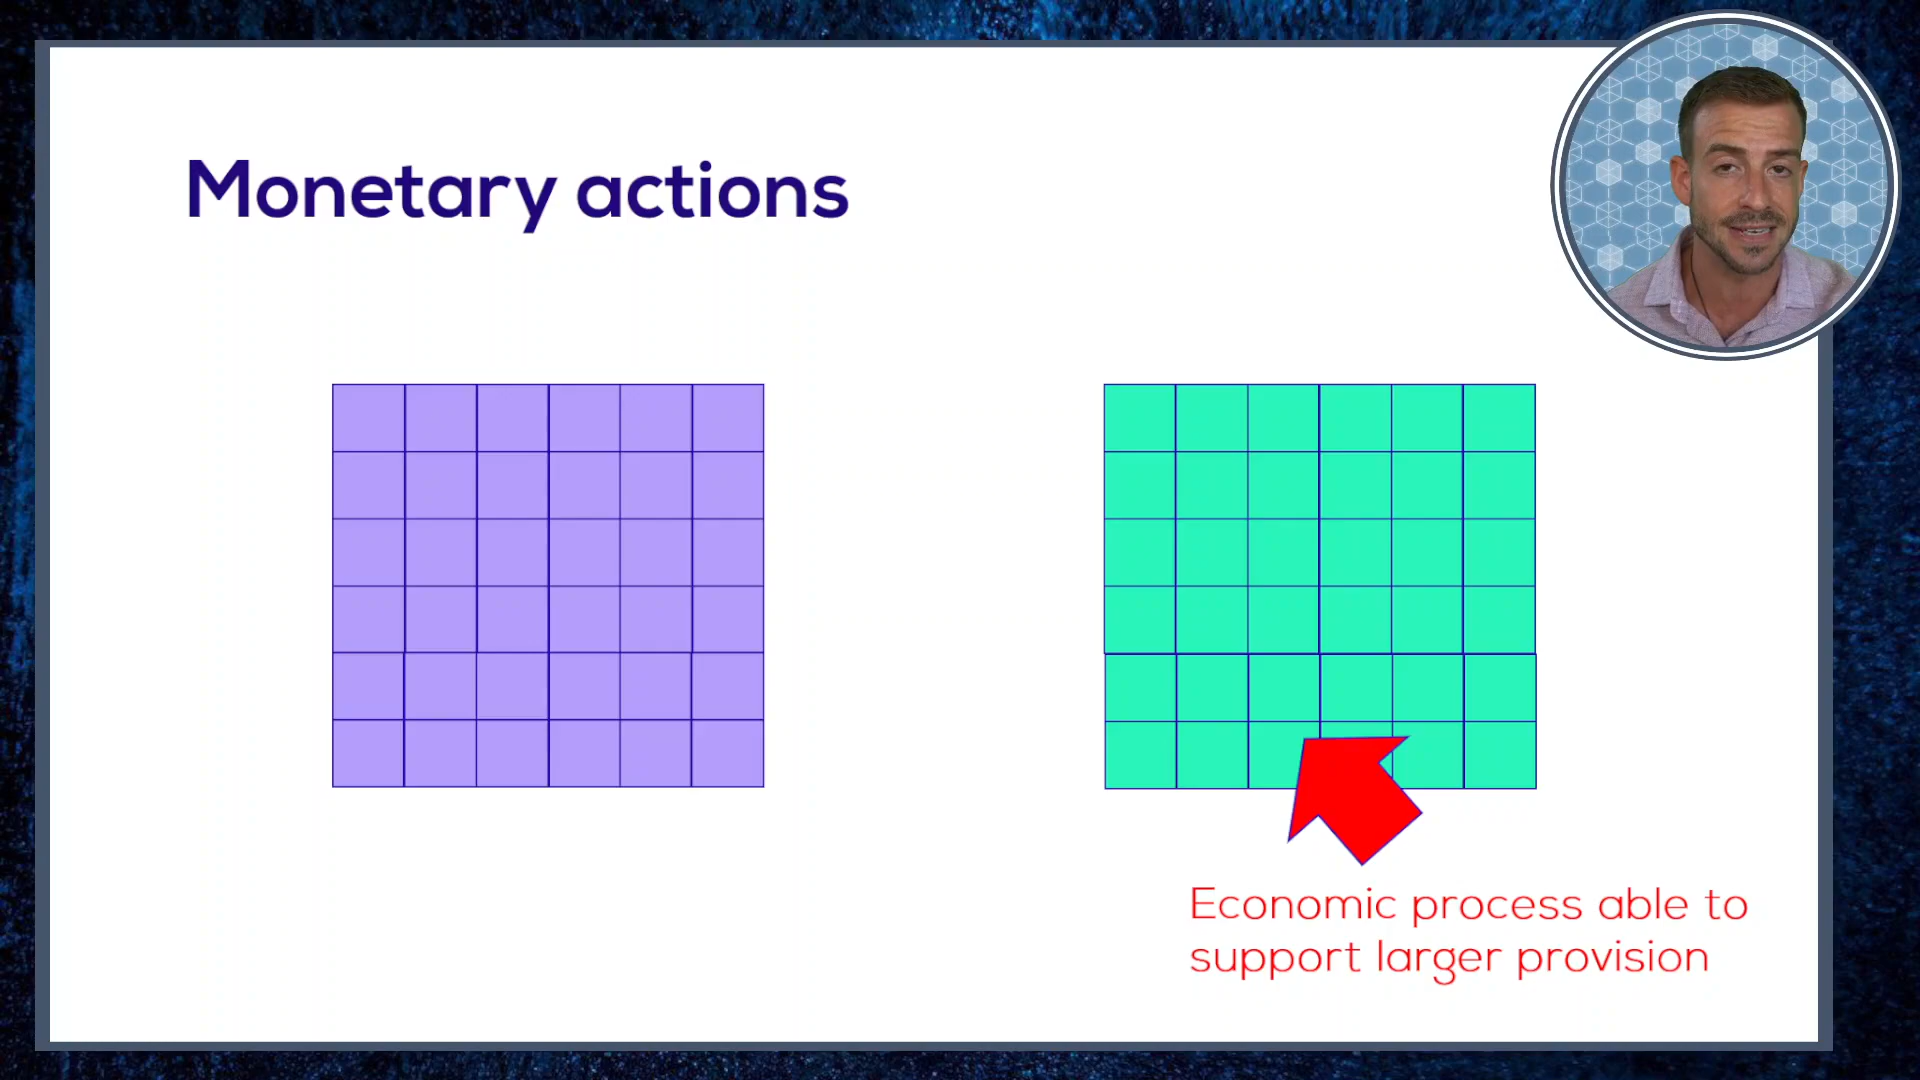 Monetary actions
Economic process able to
support larger provision